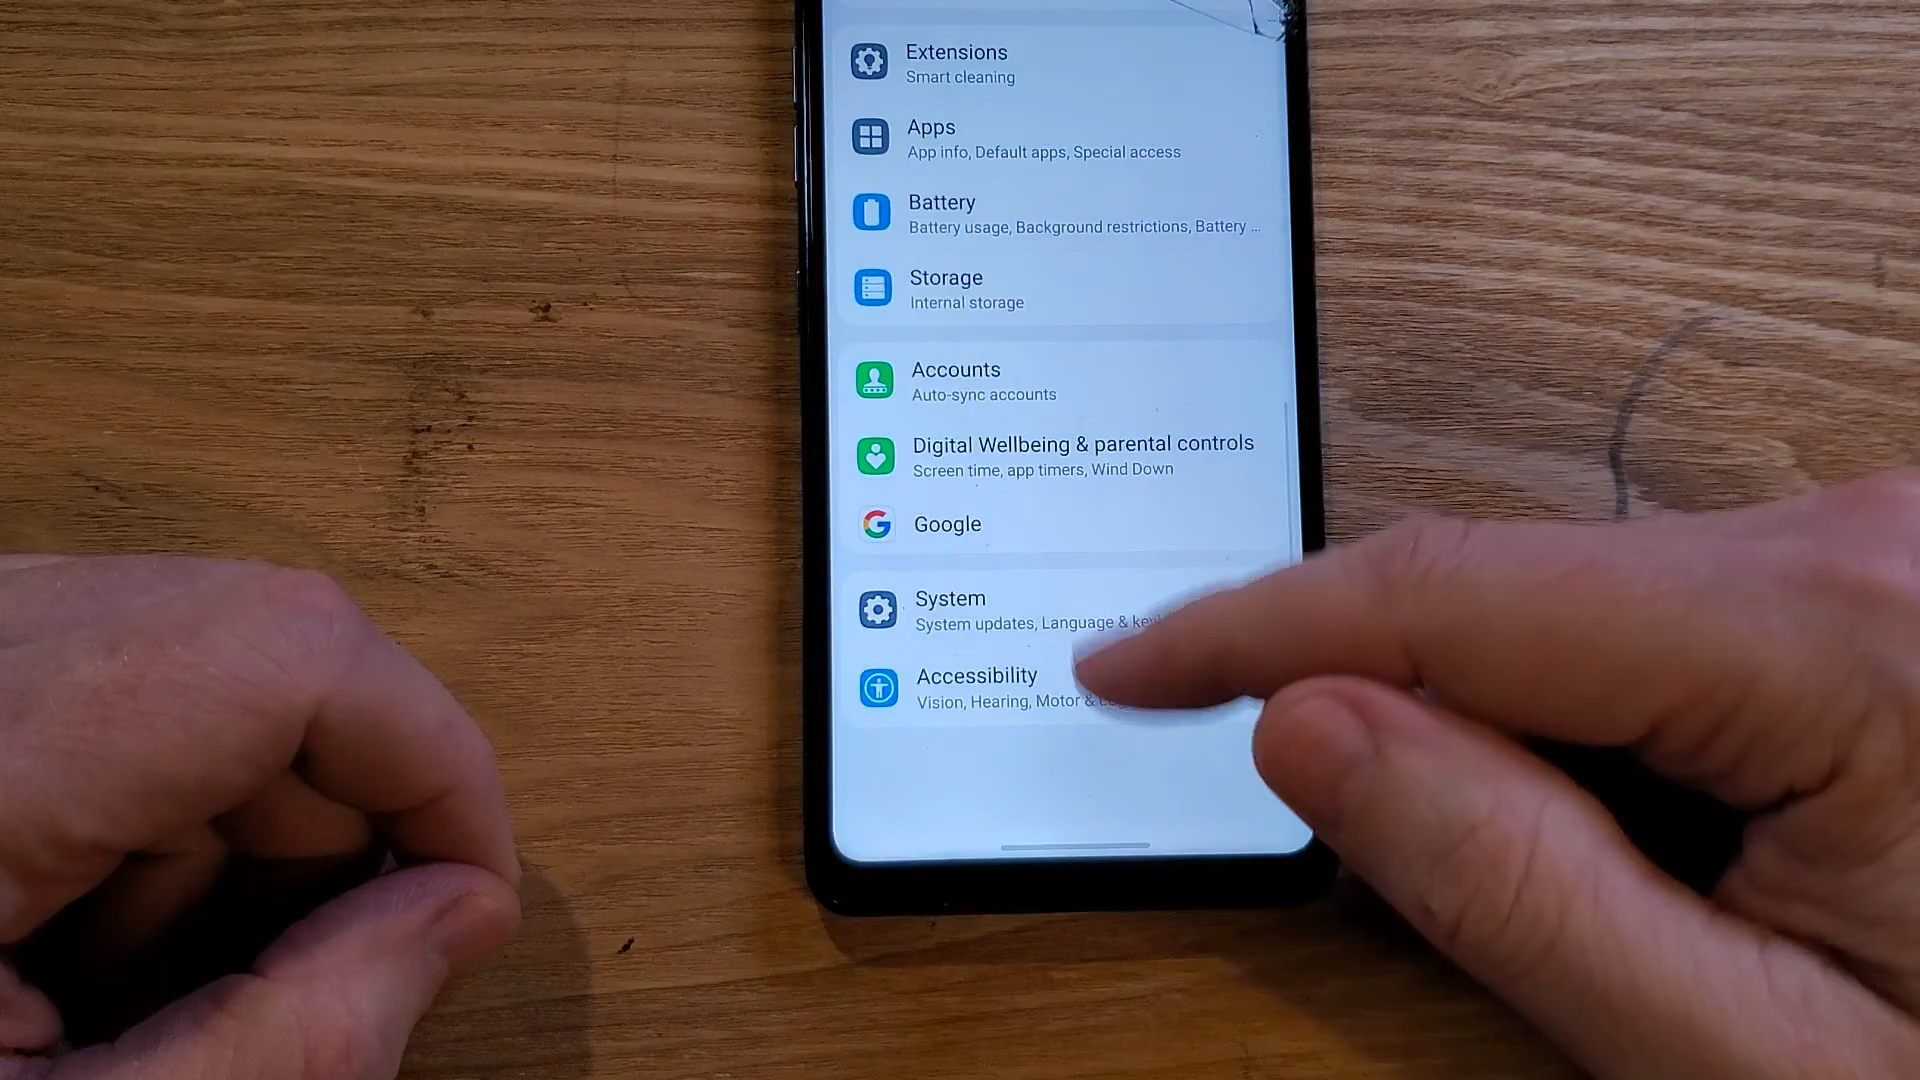 Extensions
Smart cleaning
Apps
App info, Default apps, Special access
Battery
Battery usage, Background restrictions, Battery ...
Storage
Internal storage
Accounts
Auto-sync accounts
Digital Wellbeing & parental controls
Screen time, app timers, Wind Down
Google
System
System updates, Language &
Accessibility
Vision, Hearing, Motor &